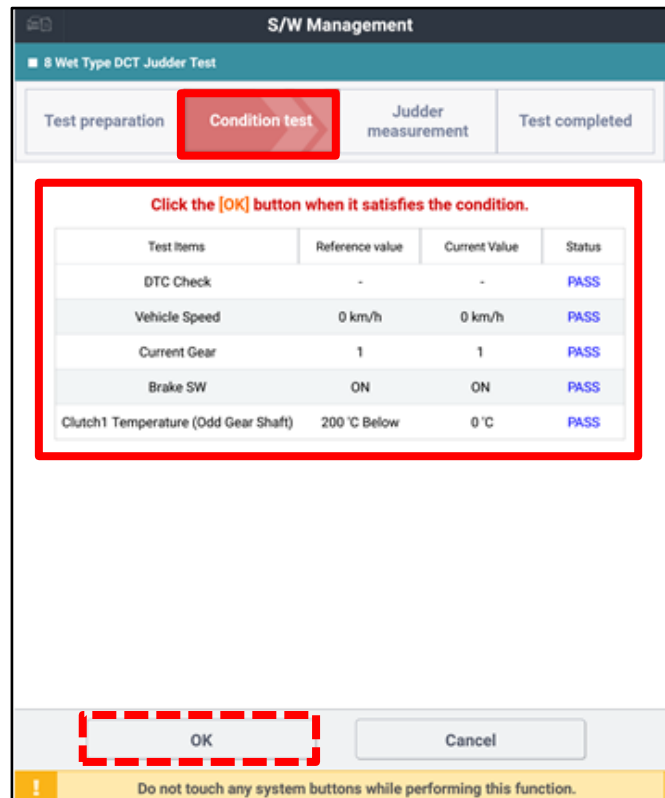 S/W Management
■ 8 Wet Type DCT Judder Test
Test preparation
Condition test
Judder
measurement
Test completed
Click the [OK] button when it satisfies the condition.
Test Items Reference value Current Value Status
DTC Check - - PASS
Vehicle Speed 0 km/h 0 km/h PASS
Current Gear 1 1 PASS
Brake SW ON ON PASS
Clutch1 Temperature (Odd Gear Shaft) 200 ℃ Below 0 ℃ PASS
OK Cancel
! Do not touch any system buttons while performing this function.